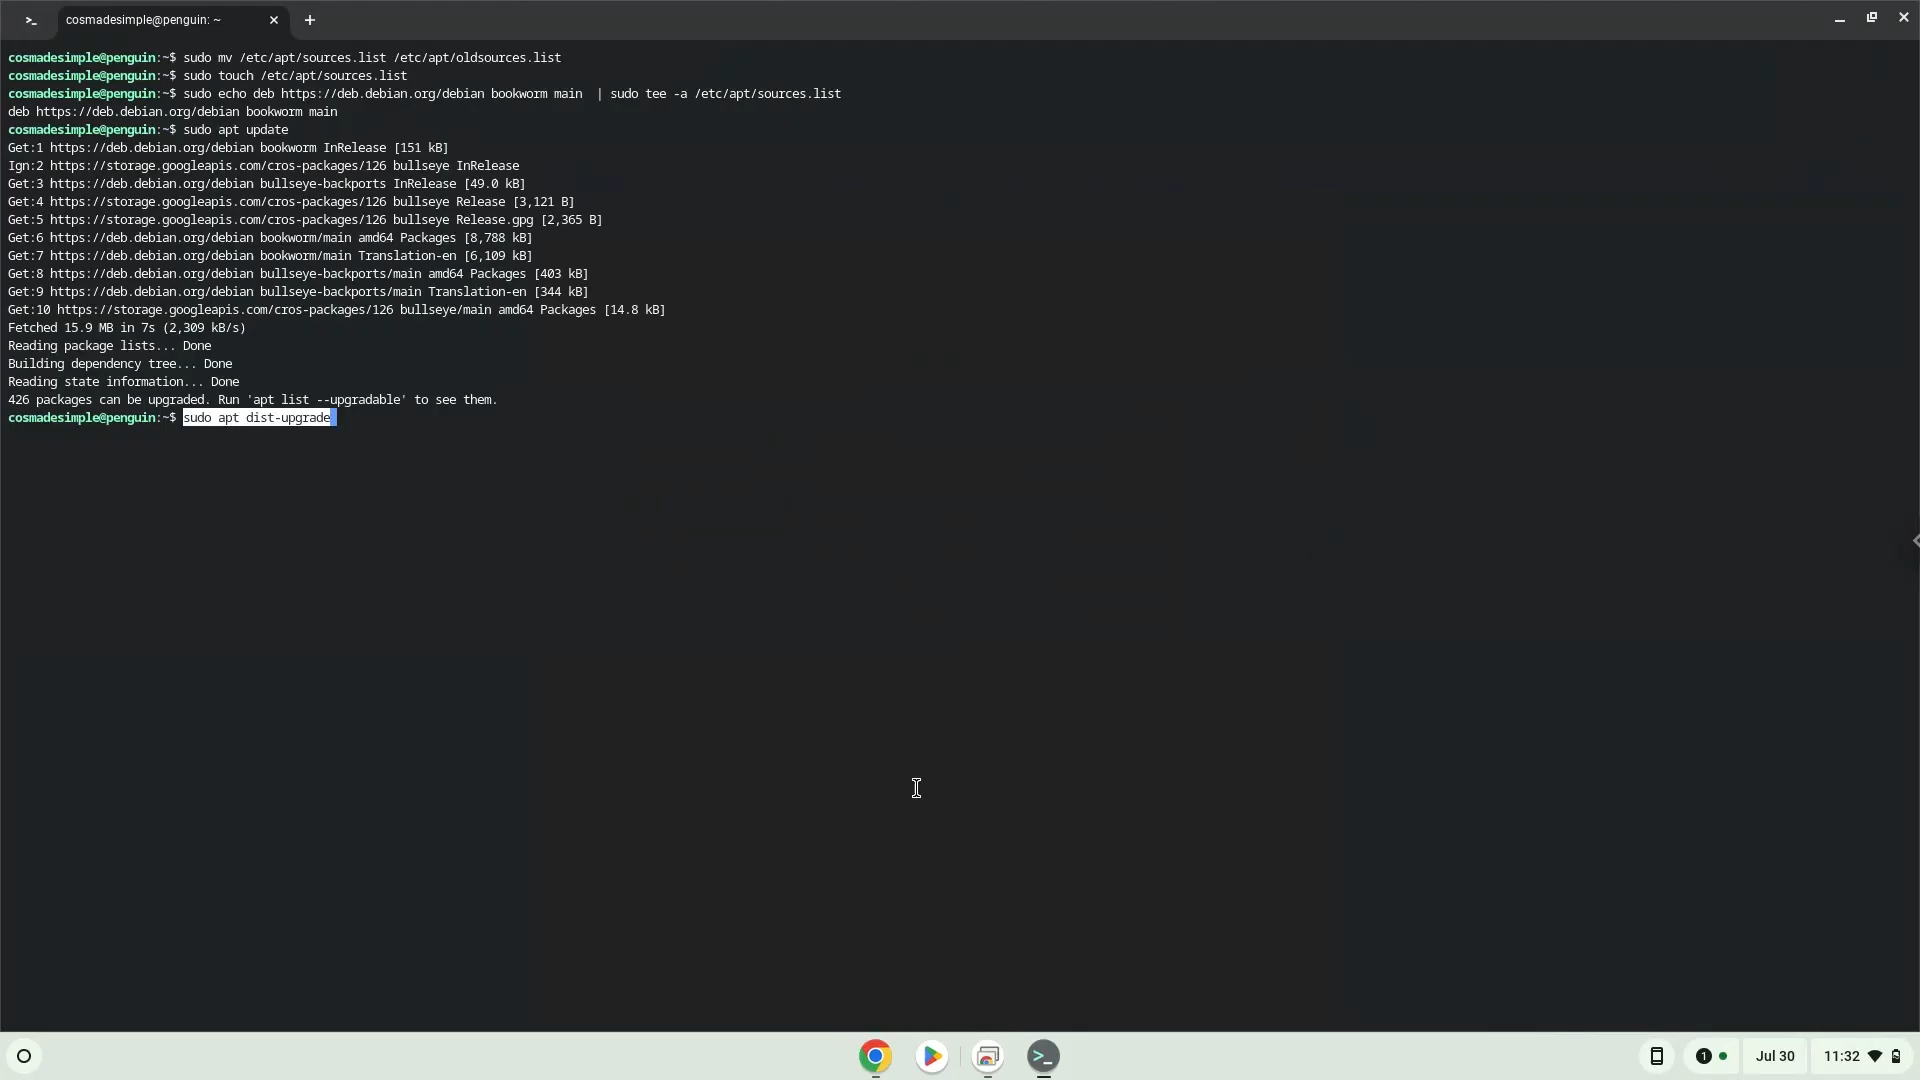 cosmadesimple@penguin: ~
cosmadesimple@penguin:~$ sudo mv /etc/apt/sources.list /etc/apt/oldsources.list
cosmadesimple@penguin:~$ sudo touch /etc/apt/sources.list
cosmadesimple@penguin:~$ sudo echo deb https://deb.debian.org/debian bookworm main  | sudo tee -a /etc/apt/sources.list
deb https://deb.debian.org/debian bookworm main
cosmadesimple@penguin:~$ sudo apt update
Get:1 https://deb.debian.org/debian bookworm InRelease [151 kB]
Ign:2 https://storage.googleapis.com/cros-packages/126 bullseye InRelease
Get:3 https://deb.debian.org/debian bullseye-backports InRelease [49.0 kB]
Get:4 https://storage.googleapis.com/cros-packages/126 bullseye Release [3,121 B]
Get:5 https://storage.googleapis.com/cros-packages/126 bullseye Release.gpg [2,365 B]
Get:6 https://deb.debian.org/debian bookworm/main amd64 Packages [8,788 kB]
Get:7 https://deb.debian.org/debian bookworm/main Translation-en [6,109 kB]
Get:8 https://deb.debian.org/debian bullseye-backports/main amd64 Packages [403 kB]
Get:9 https://deb.debian.org/debian bullseye-backports/main Translation-en [344 kB]
Get:10 https://storage.googleapis.com/cros-packages/126 bullseye/main amd64 Packages [14.8 kB]
Fetched 15.9 MB in 7s (2,309 kB/s)
Reading package lists... Done
Building dependency tree... Done
Reading state information... Done
426 packages can be upgraded. Run 'apt list --upgradable' to see them.
cosmadesimple@penguin:~$ sudo apt dist-upgrade
1 Jul 30 11:32